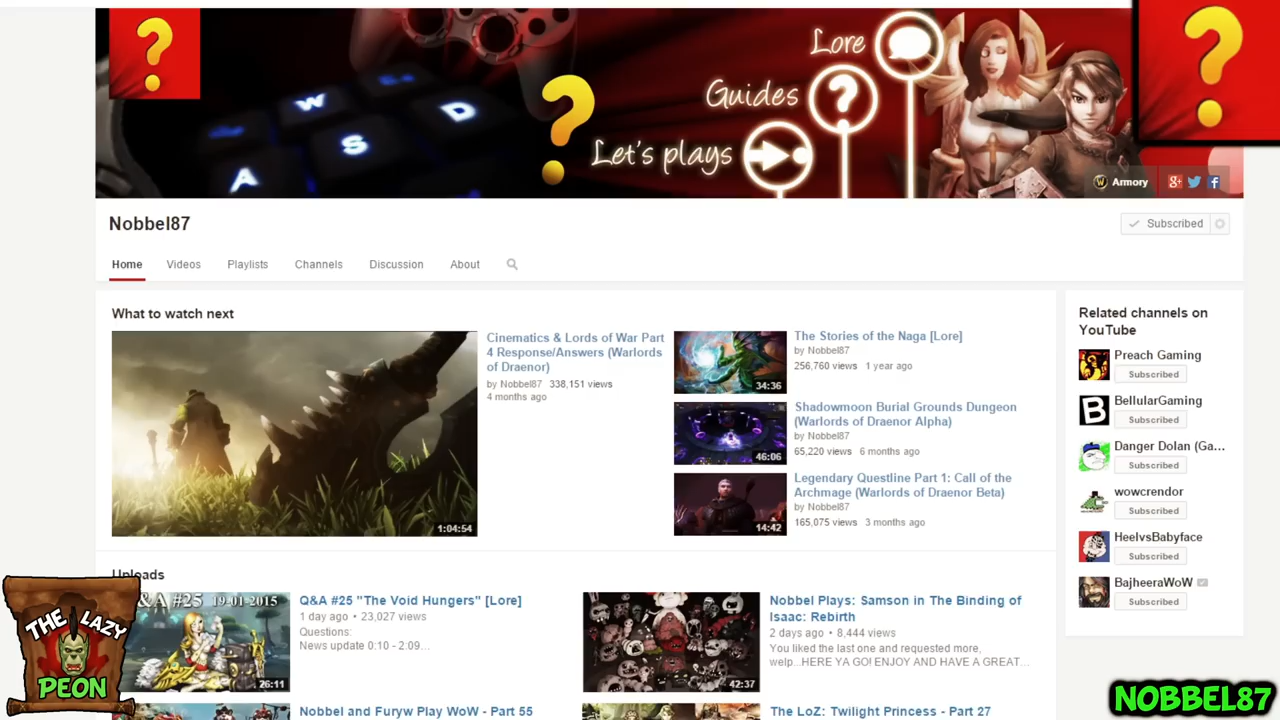 Lore
Guides
Let's plays
W
A S D
Armory
Nobbel87
Subscribed
Home Videos Playlists Channels Discussion About
What to watch next
Cinematics & Lords of War Part
4 Response/Answers (Warlords
of Draenor)
by Nobbel87 338,151 views
4 months ago
1:04:54
The Stories of the Naga [Lore]
by Nobbel87
256,760 views 1 year ago
34:36
Shadowmoon Burial Grounds Dungeon
(Warlords of Draenor Alpha)
by Nobbel87
65,220 views 6 months ago
46:06
Legendary Questline Part 1: Call of the
Archmage (Warlords of Draenor Beta)
by Nobbel87
165,075 views 3 months ago
14:42
Related channels on
YouTube
Preach Gaming
Subscribed
BellularGaming
Subscribed
Danger Dolan (Ga...
Subscribed
wowcrendor
Subscribed
HeelvsBabyface
Subscribed
BajheeraWoW
Subscribed
Uploads
Q&A #25 19-01-2015
26:11
Q&A #25 "The Void Hungers" [Lore]
1 day ago • 23,027 views
Questions:
News update 0:10 - 2:09...
42:37
Nobbel Plays: Samson in The Binding of
Isaac: Rebirth
2 days ago • 8,444 views
You liked the last one and requested more,
welp...HERE YA GO! ENJOY AND HAVE A GREAT...
Nobbel and Furyw Play WoW - Part 55
The LoZ: Twilight Princess - Part 27
THE LAZY
PEON
NOBBEL87